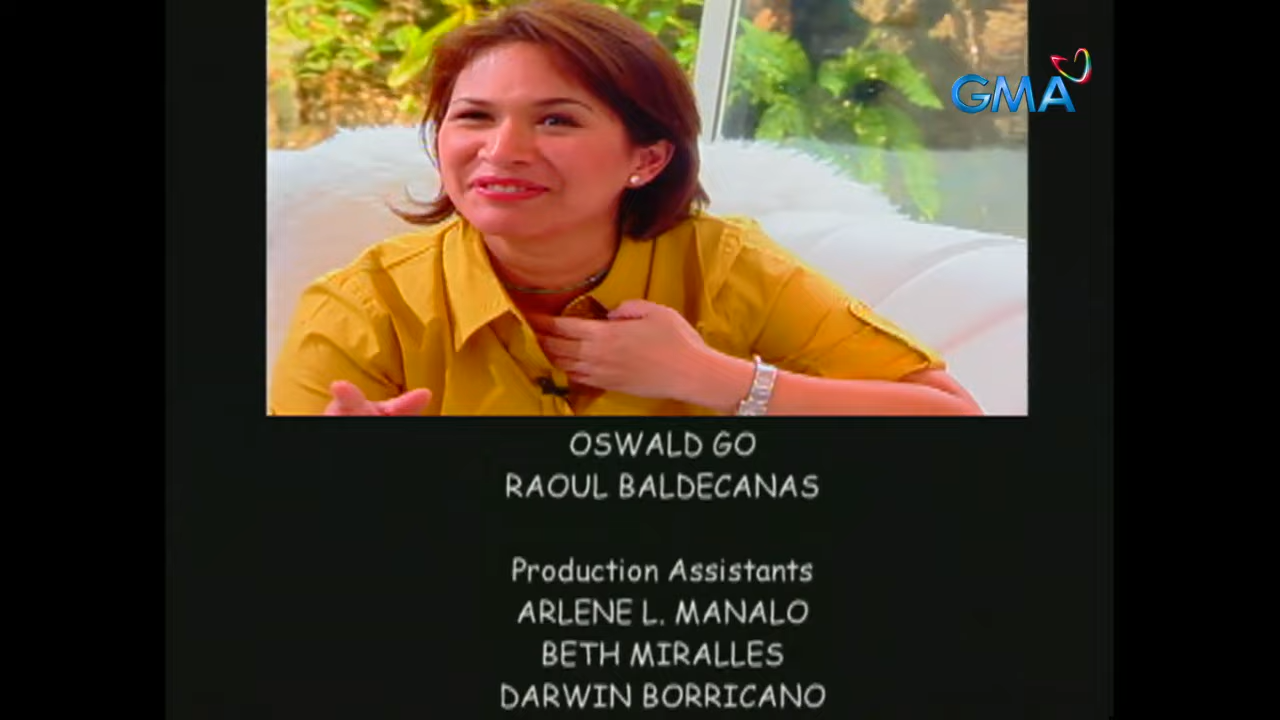 GMA
OSWALD GO
RAOUL BALDECANAS
Production Assistants
ARLENE L. MANALO
BETH MIRALLES
DARWIN BORRICANO